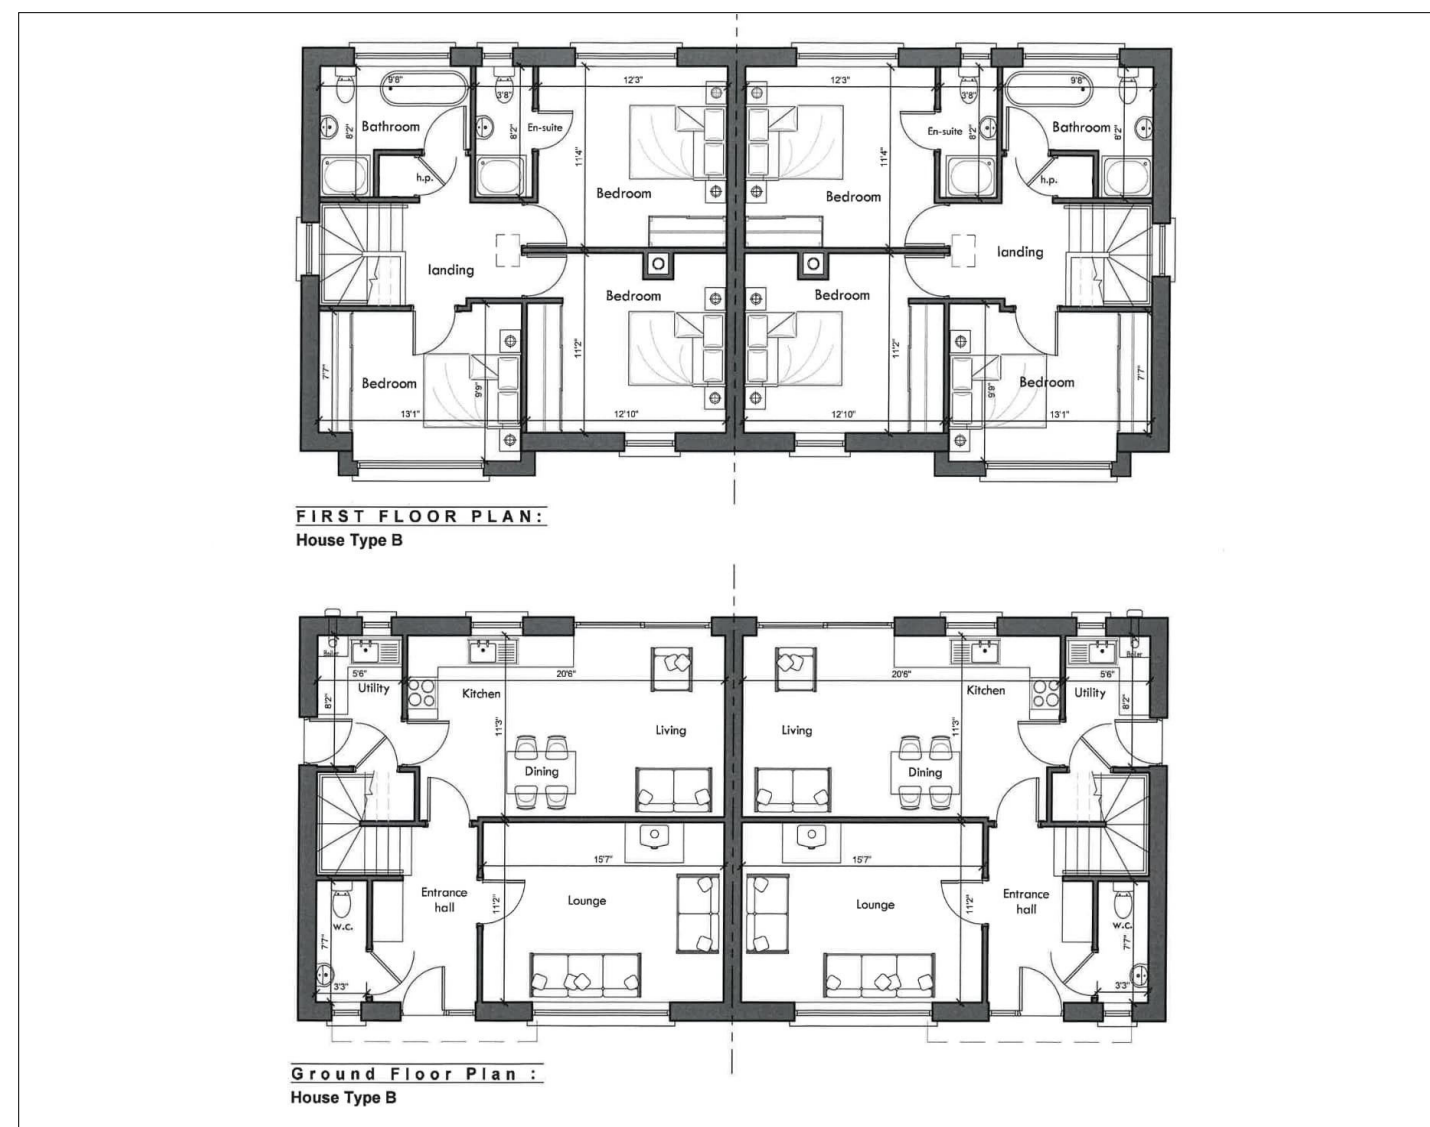 9'8"
3'8"
12'3"
12'3"
3'8"
9'8"
Bathroom
8'2"
8'2"
En-suite
En-suite
8'2"
Bathroom
8'2"
11'4"
11'4"
h.p.
Bedroom
Bedroom
h.p.
landing
landing
Bedroom
Bedroom
11'2"
11'2"
7'7"
Bedroom
9'9"
9'9"
Bedroom
7'7"
13'1"
12'10"
12'10"
13'1"
FIRST FLOOR PLAN:
House Type B
Boiler
Boiler
5'6"
20'6"
20'6"
5'6"
Utility
Kitchen
Kitchen
Utility
8'2"
8'2"
11'3"
Living
Living
11'3"
Dining
Dining
15'7"
15'7"
Entrance
hall
Lounge
Lounge
Entrance
hall
11'2"
11'2"
w.c.
w.c.
7'7"
7'7"
3'3"
3'3"
Ground Floor Plan :
House Type B